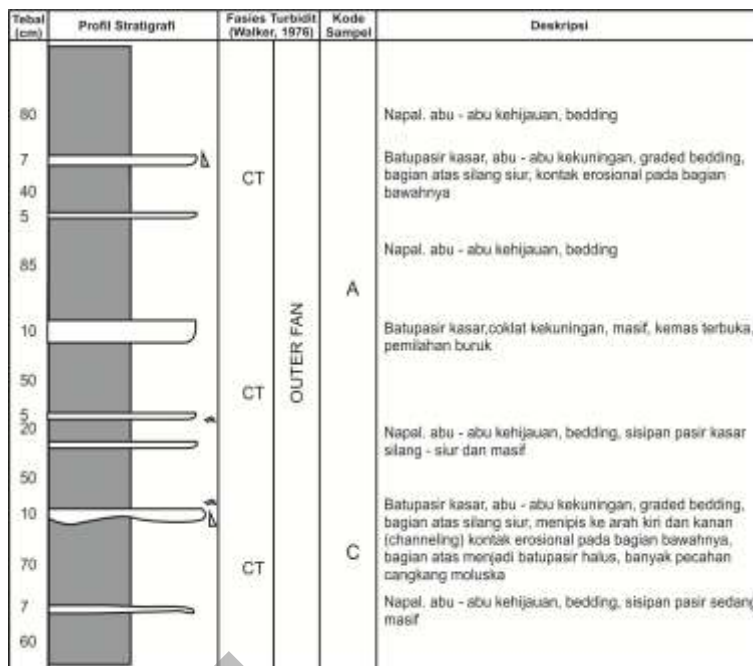 Tebal (cm)
Profil Stratigrafi
Fasies Turbidit (Walker, 1976)
Kode Sampel
Deskripsi
80
7
40
5
85
10
50
5
20
50
10
70
7
60
CT
CT
CT
OUTER FAN
A
C
Napal. abu - abu kehijauan, bedding
Batupasir kasar, abu - abu kekuningan, graded bedding,
bagian atas silang siur, kontak erosional pada bagian
bawahnya
Napal. abu - abu kehijauan, bedding
Batupasir kasar,coklat kekuningan, masif, kemas terbuka,
pemilahan buruk
Napal. abu - abu kehijauan, bedding, sisipan pasir kasar
silang - siur dan masif
Batupasir kasar, abu - abu kekuningan, graded bedding,
bagian atas silang siur, menipis ke arah kiri dan kanan
(channeling) kontak erosional pada bagian bawahnya,
bagian atas menjadi batupasir halus, banyak pecahan
cangkang moluska
Napal. abu - abu kehijauan, bedding, sisipan pasir sedang
masif